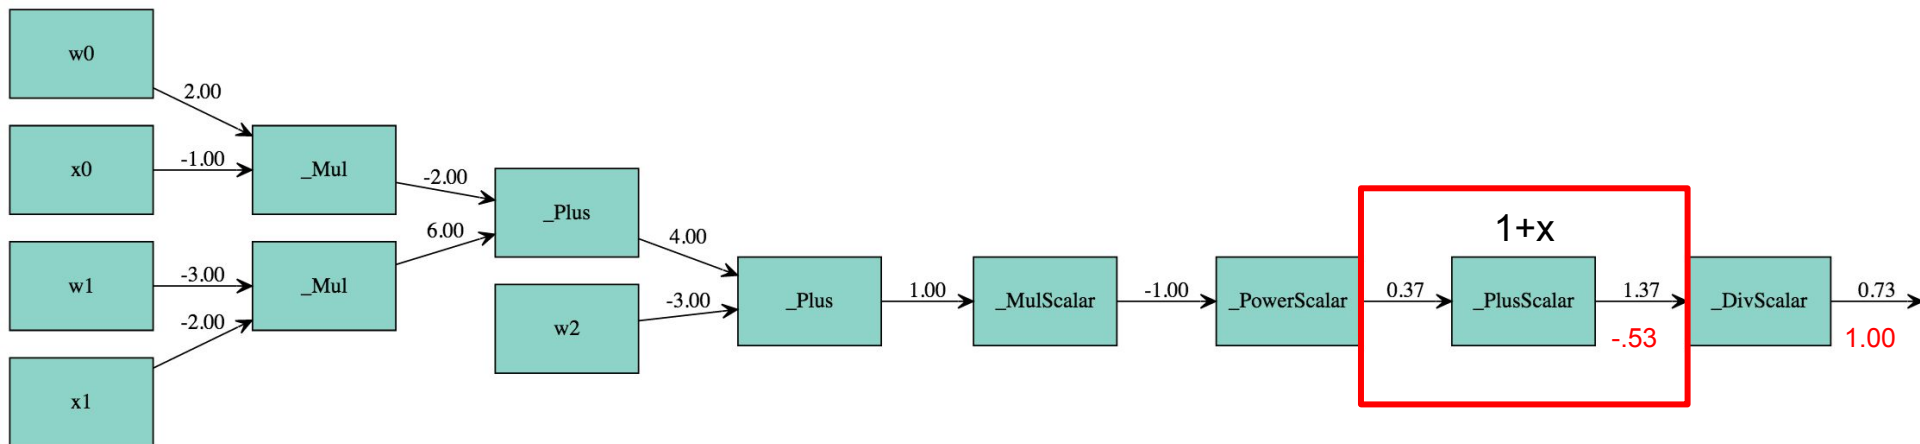 w0
2.00
x0
-1.00
_Mul
-2.00
w1
-3.00
-2.00
_Mul
6.00
x1
_Plus
4.00
w2
-3.00
_Plus
1.00
_MulScalar
-1.00
_PowerScalar
0.37
1+x
_PlusScalar
1.37
-.53
_DivScalar
0.73
1.00